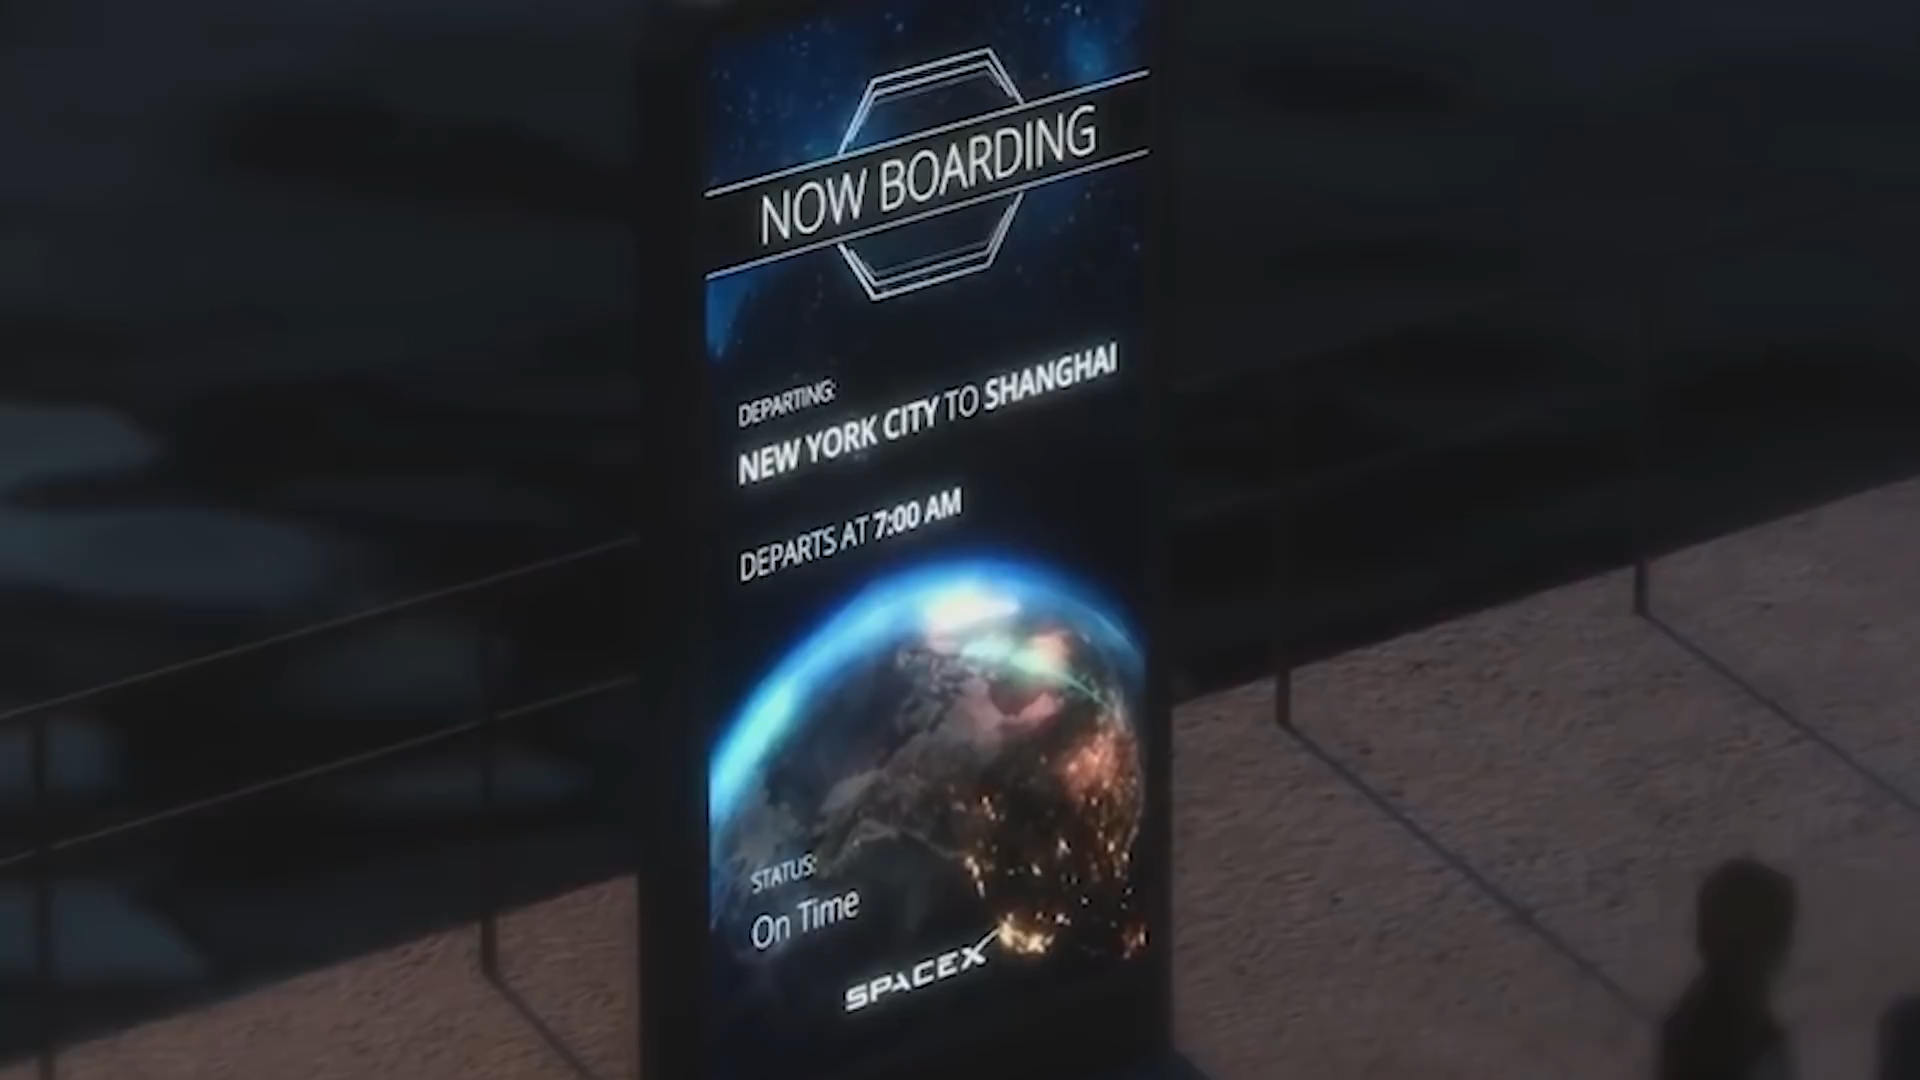 NOW BOARDING
DEPARTING:
NEW YORK CITY TO SHANGHAI
DEPARTS AT 7:00 AM
STATUS:
On Time
SPACEX